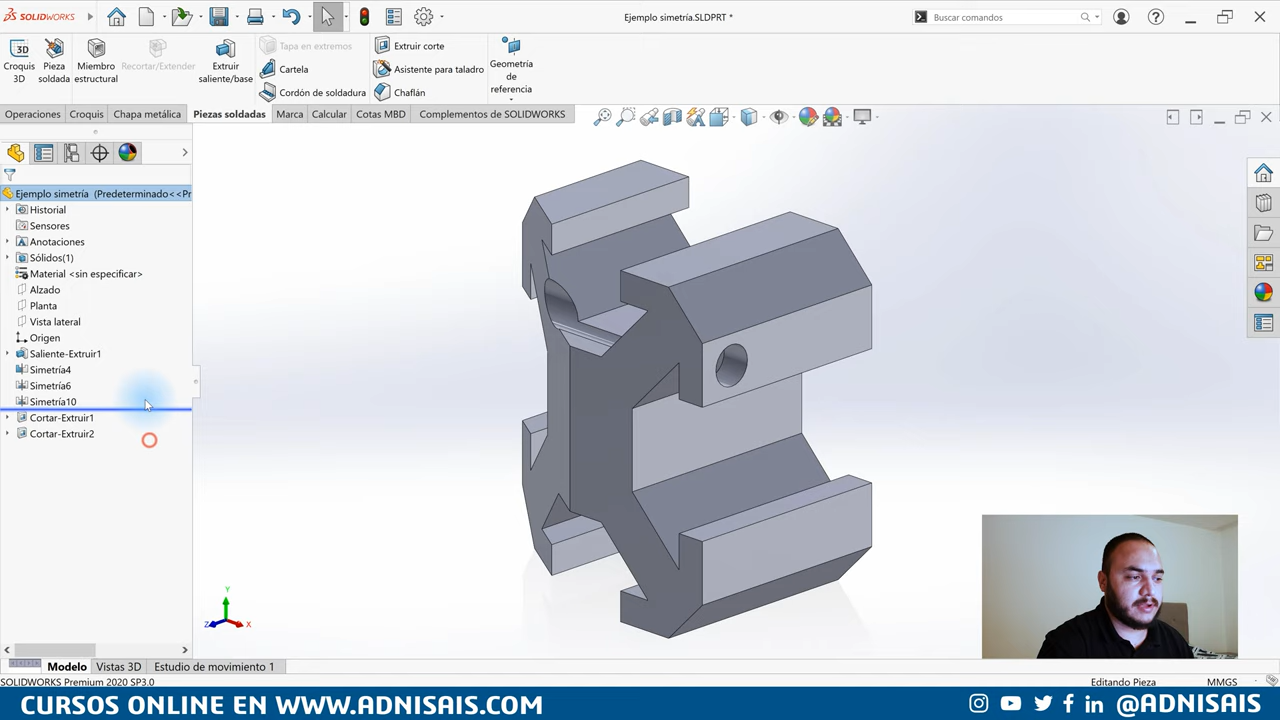 SOLIDWORKS
Ejemplo simetría.SLDPRT *
Buscar comandos
Croquis 3D
Pieza soldada
Miembro estructural
Recortar/Extender
Extruir saliente/base
Tapa en extremos
Cartela
Cordón de soldadura
Extruir corte
Asistente para taladro
Chaflán
Geometría de referencia
Operaciones
Croquis
Chapa metálica
Piezas soldadas
Marca
Calcular
Cotas MBD
Complementos de SOLIDWORKS
Ejemplo simetría (Predeterminado<<Pr
Historial
Sensores
Anotaciones
Sólidos(1)
Material <sin especificar>
Alzado
Planta
Vista lateral
Origen
Saliente-Extruir1
Simetría4
Simetría6
Simetría10
Cortar-Extruir1
Cortar-Extruir2
Y
Z
X
Modelo
Vistas 3D
Estudio de movimiento 1
SOLIDWORKS Premium 2020 SP3.0
Editando Pieza
MMGS
CURSOS ONLINE EN WWW.ADNISAIS.COM
@ADNISAIS